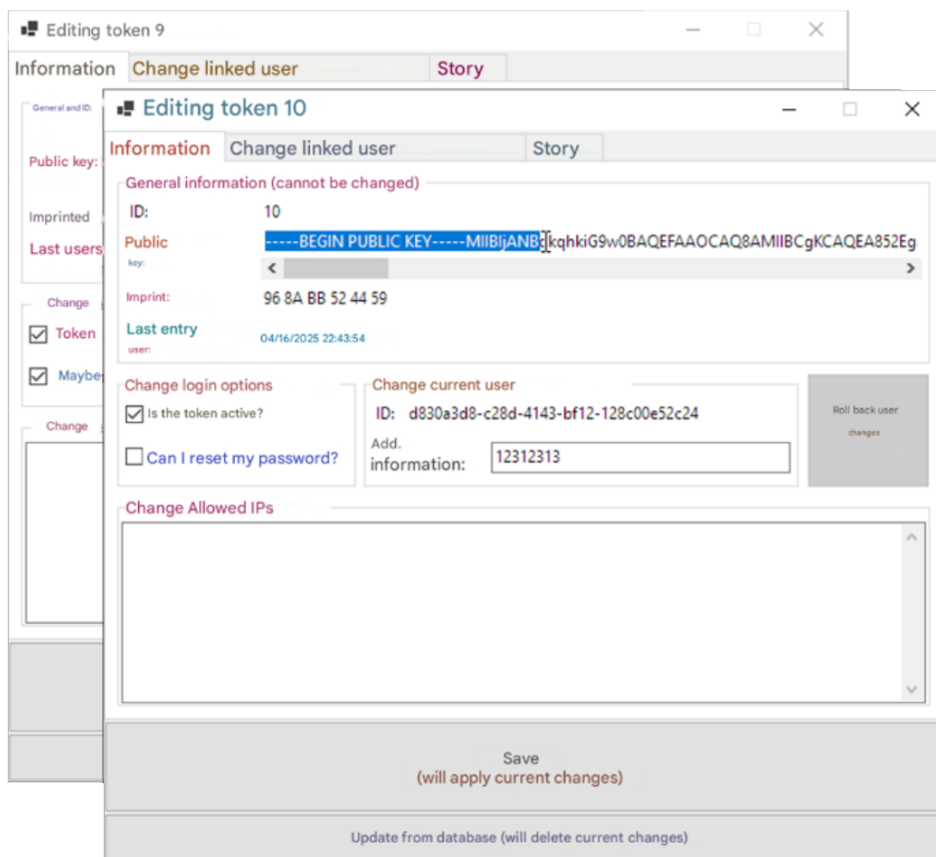 Editing token 9
Information Change linked user Story
General and ID:
Public key:
Imprinted
Last users
Change
Token
Maybe
Change
Editing token 10
Information Change linked user Story
General information (cannot be changed)
ID: 10
Public -----BEGIN PUBLIC KEY-----MIIBIjANBgkqhkiG9w0BAQEFAAOCAQ8AMIIBCgKCAQEA852Eg
key:
Imprint: 96 8A BB 52 44 59
Last entry
user: 04/16/2025 22:43:54
Change login options
Is the token active?
Can I reset my password?
Change current user
ID: d830a3d8-c28d-4143-bf12-128c00e52c24
Add.
information: 12312313
Roll back user
changes
Change Allowed IPs
Save
(will apply current changes)
Update from database (will delete current changes)